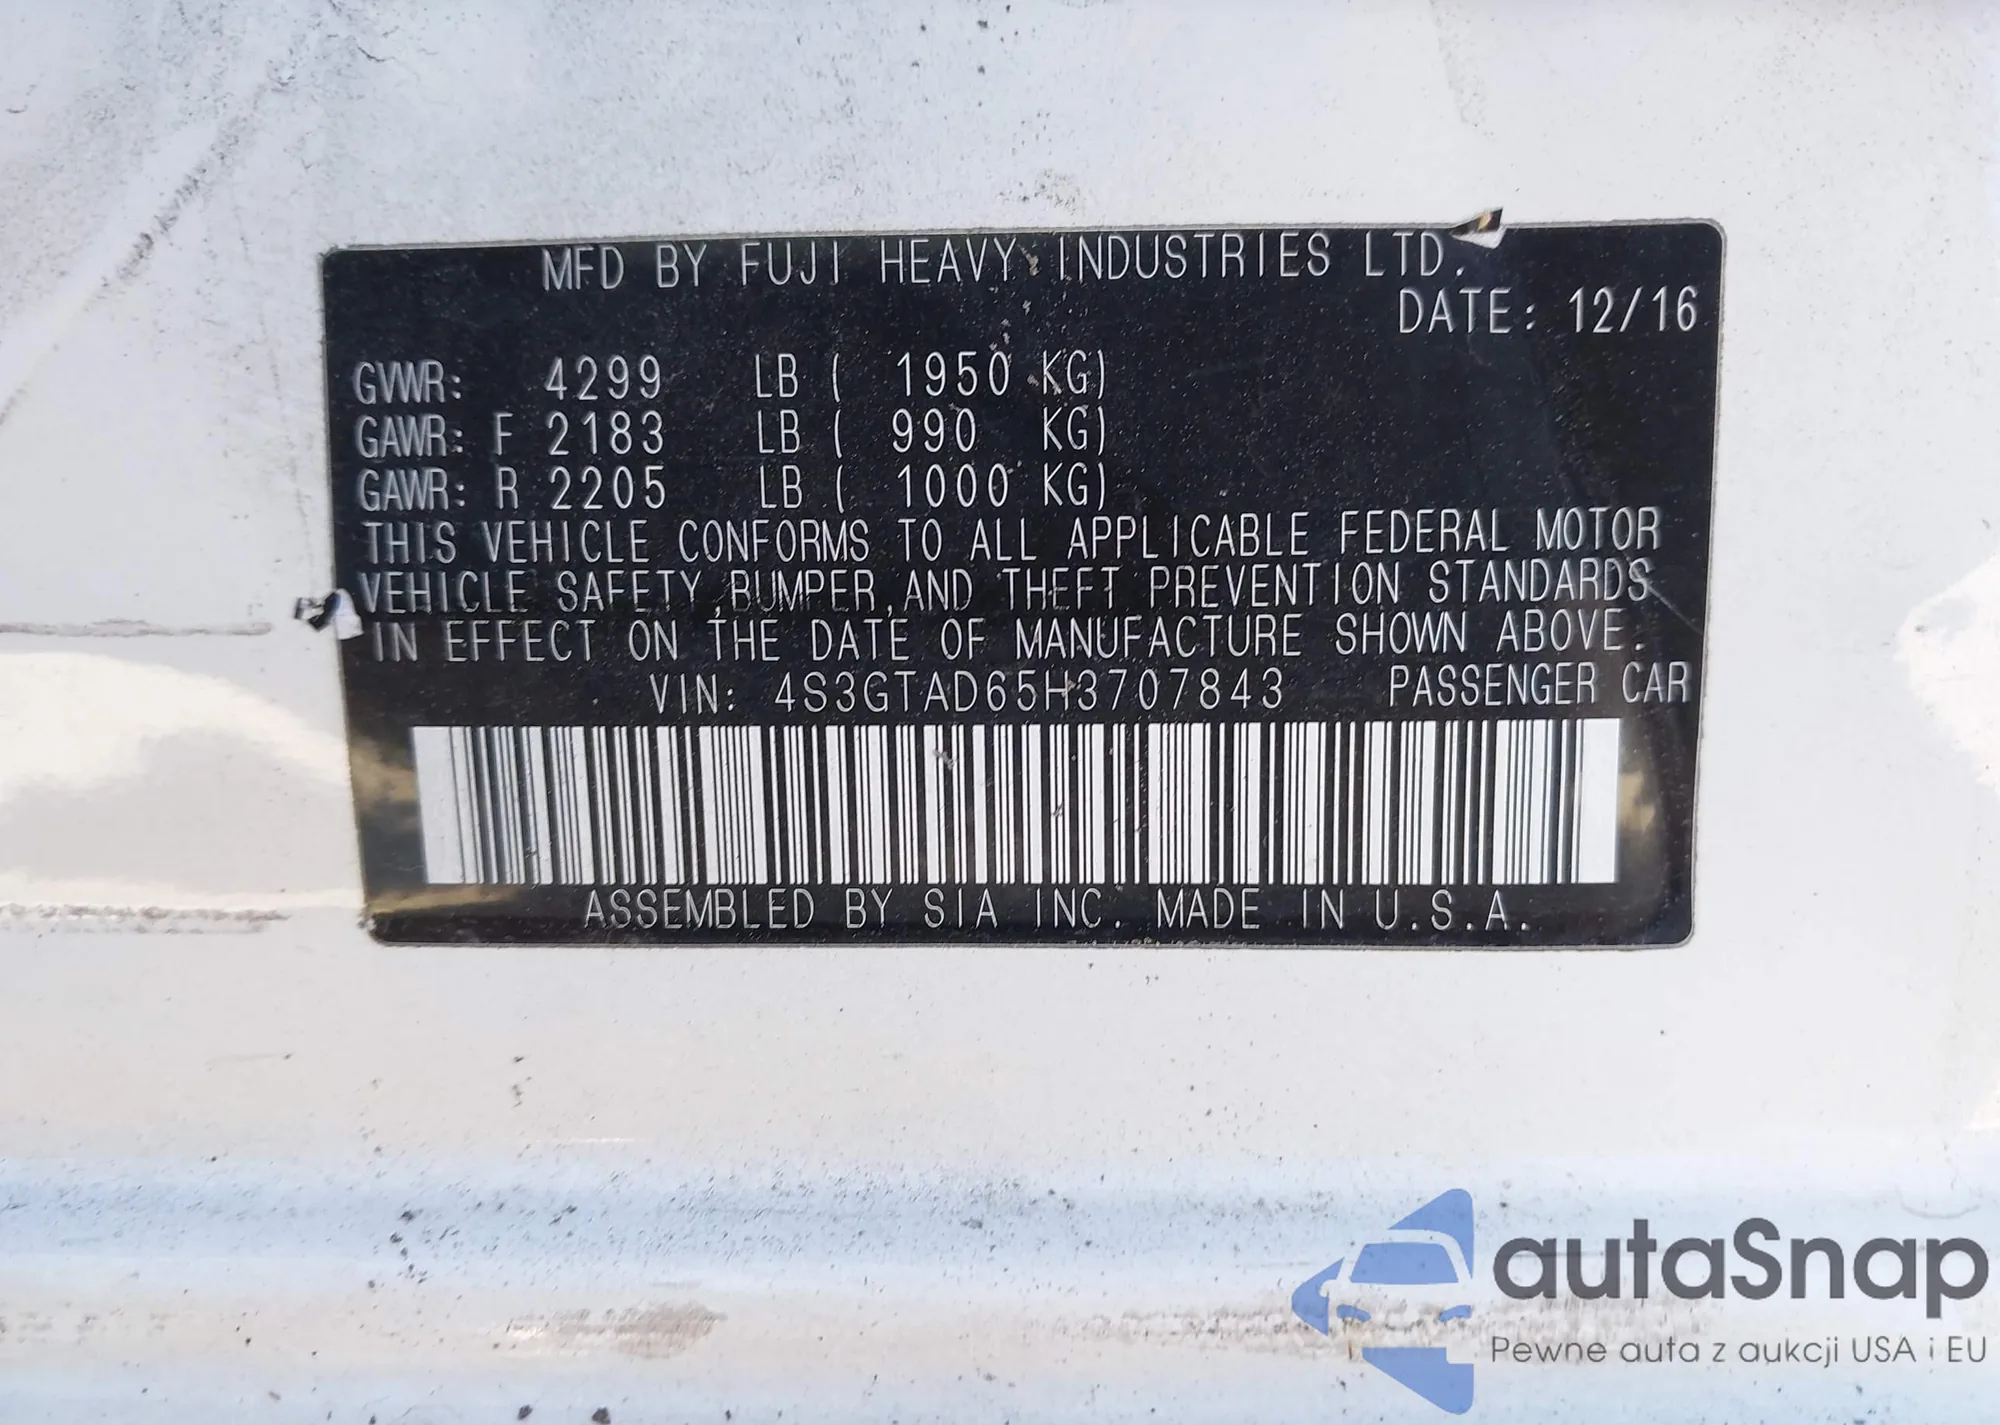 MFD BY FUJI HEAVY INDUSTRIES LTD.
DATE: 12/16
GVWR: 4299 LB ( 1950 KG)
GAWR: F 2183 LB ( 990 KG)
GAWR: R 2205 LB ( 1000 KG)
THIS VEHICLE CONFORMS TO ALL APPLICABLE FEDERAL MOTOR
VEHICLE SAFETY,BUMPER,AND THEFT PREVENTION STANDARDS
IN EFFECT ON THE DATE OF MANUFACTURE SHOWN ABOVE.
VIN: 4S3GTAD65H3707843 PASSENGER CAR
ASSEMBLED BY SIA INC. MADE IN U.S.A.
autaSnap
Pewne auta z aukcji USA i EU